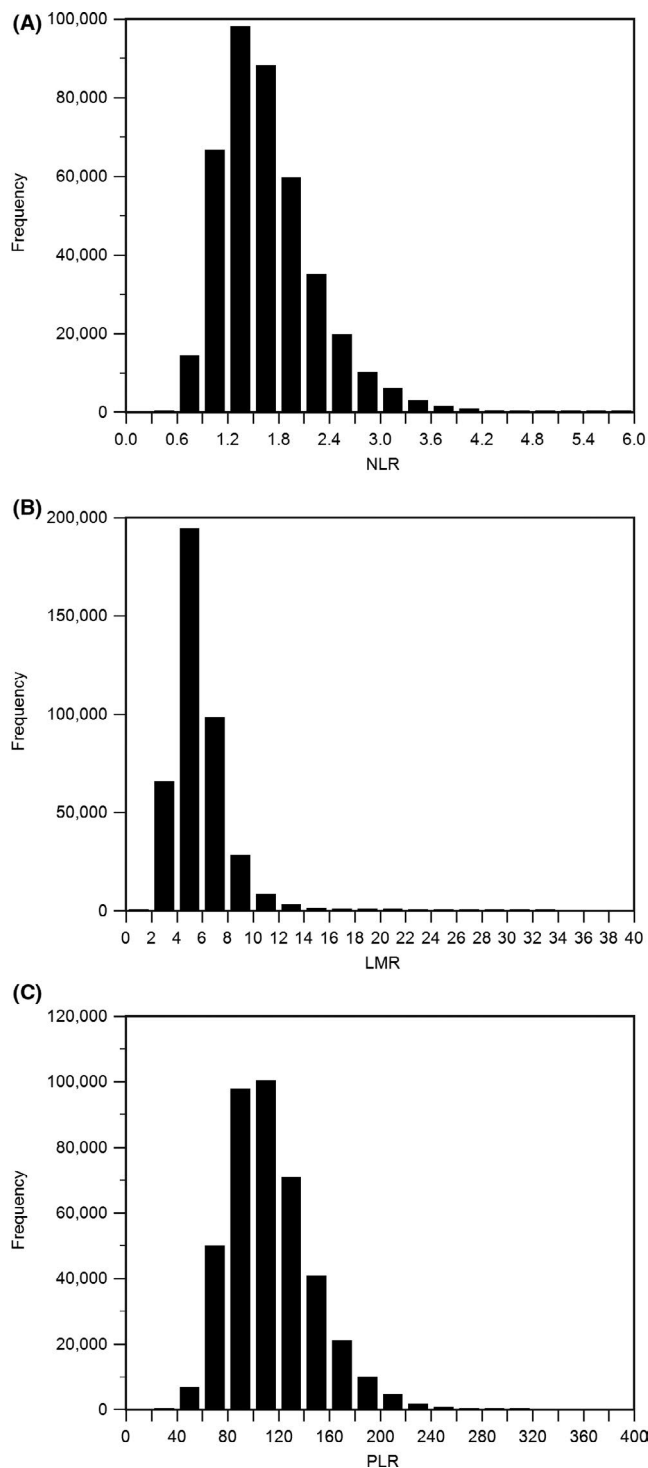 (A)
100,000
80,000
60,000
40,000
20,000
0
Frequency
0.0 0.6 1.2 1.8 2.4 3.0 3.6 4.2 4.8 5.4 6.0
NLR
(B)
200,000
150,000
100,000
50,000
0
Frequency
0 2 4 6 8 10 12 14 16 18 20 22 24 26 28 30 32 34 36 40
LMR
(C)
120,000
100,000
80,000
60,000
40,000
20,000
0
Frequency
0 40 80 120 160 200 240 280 320 360 400
PLR